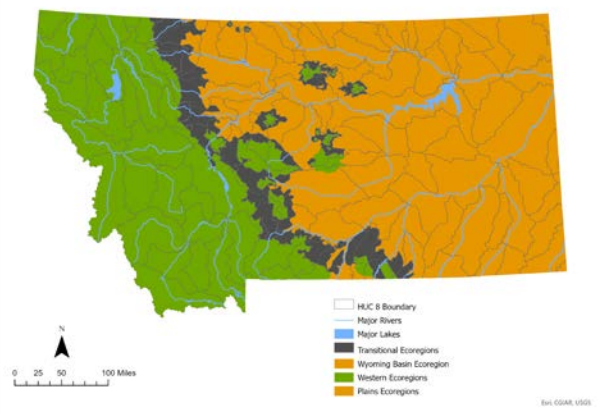 HUC 8 Boundary
Major Rivers
Major Lakes
Transitional Ecoregions
Wyoming Basin Ecoregion
Western Ecoregions
Plains Ecoregions
N
0 25 50 100 Miles
Esri, CGIAR, USGS